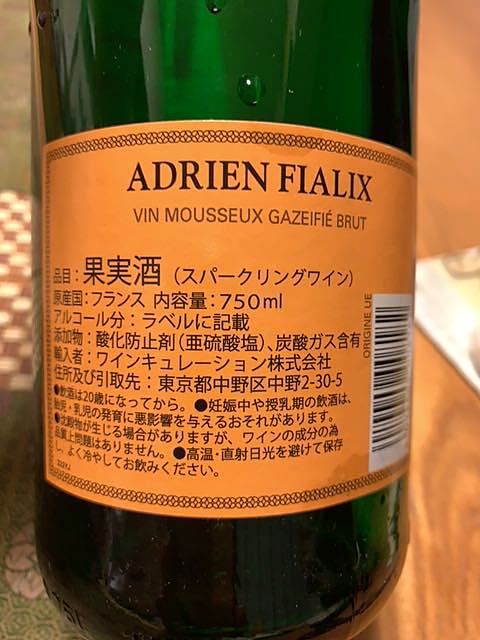 ADRIEN FIALIX
VIN MOUSSEUX GAZEIFIÉ BRUT
品目：果実酒（スパークリングワイン）
原産国：フランス 内容量：750ml
アルコール分：ラベルに記載
添加物：酸化防止剤（亜硫酸塩）、炭酸ガス含有
輸入者：ワインキュレーション株式会社
住所及び引取先：東京都中野区中野2-30-5
●飲酒は20歳になってから。●妊娠中や授乳期の飲酒は、
胎児・乳児の発育に悪影響を与えるおそれがあります。
●沈殿物が生じる場合がありますが、ワインの成分の為
品質上問題はありません。●高温・直射日光を避けて保存
し、よく冷やしてお飲みください。
ORIGINE UE